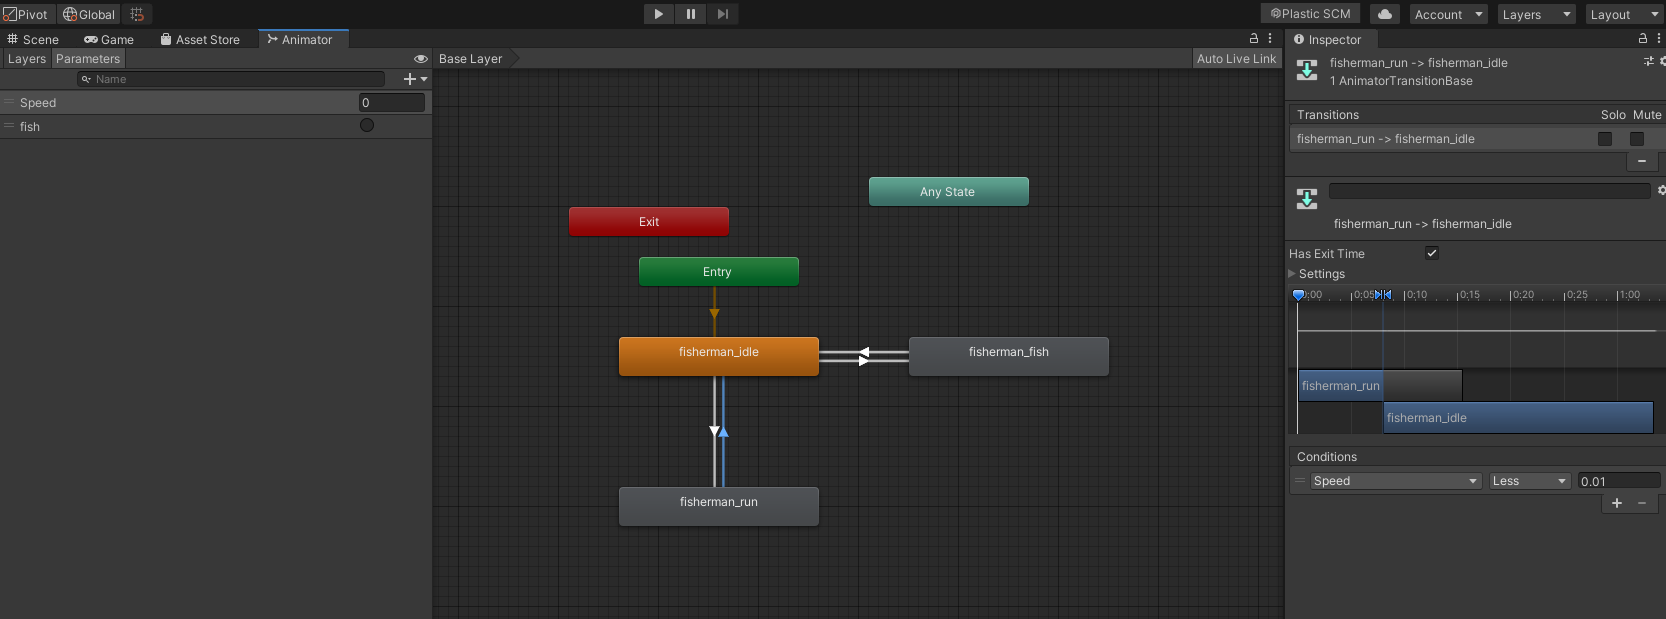 Pivot Global Plastic SCM Account Layers Layout
Scene Game Asset Store Animator
Layers Parameters
Name
Speed 0
fish
Base Layer Auto Live Link
Any State
Exit
Entry
fisherman_idle
fisherman_fish
fisherman_run
Inspector
fisherman_run -> fisherman_idle
1 AnimatorTransitionBase
Transitions Solo Mute
fisherman_run -> fisherman_idle
fisherman_run -> fisherman_idle
Has Exit Time
Settings
0:00 0:05 0:10 0:15 0:20 0:25 1:00
fisherman_run
fisherman_idle
Conditions
Speed Less 0.01